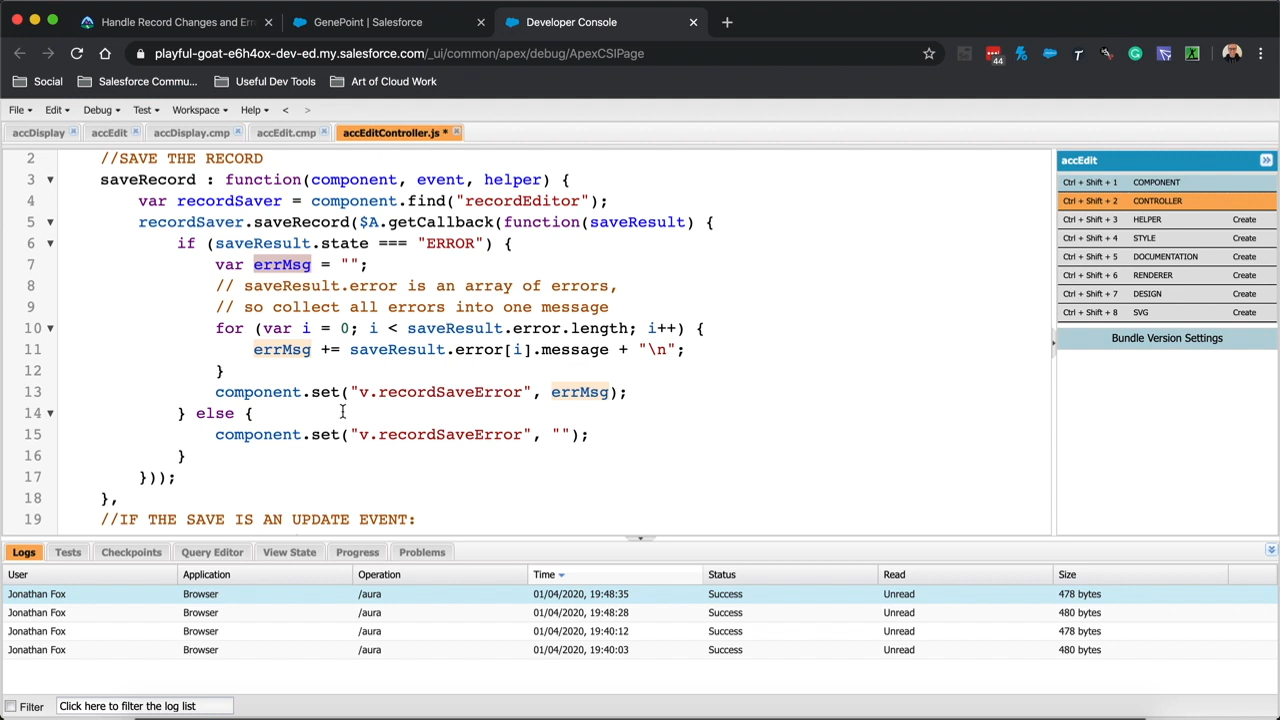 Handle Record Changes and Err
GenePoint | Salesforce
Developer Console
playful-goat-e6h4ox-dev-ed.my.salesforce.com/_ui/common/apex/debug/ApexCSIPage
44
T
Social
Salesforce Commu...
Useful Dev Tools
Art of Cloud Work
File
Edit
Debug
Test
Workspace
Help
<
>
accDisplay
accEdit
accDisplay.cmp
accEdit.cmp
accEditController.js *
2 //SAVE THE RECORD
3 saveRecord : function(component, event, helper) {
4 var recordSaver = component.find("recordEditor");
5 recordSaver.saveRecord($A.getCallback(function(saveResult) {
6 if (saveResult.state === "ERROR") {
7 var errMsg = "";
8 // saveResult.error is an array of errors,
9 // so collect all errors into one message
10 for (var i = 0; i < saveResult.error.length; i++) {
11 errMsg += saveResult.error[i].message + "\n";
12 }
13 component.set("v.recordSaveError", errMsg);
14 } else {
15 component.set("v.recordSaveError", "");
16 }
17 }));
18 },
19 //IF THE SAVE IS AN UPDATE EVENT:
accEdit
Ctrl + Shift + 1 COMPONENT
Ctrl + Shift + 2 CONTROLLER
Ctrl + Shift + 3 HELPER Create
Ctrl + Shift + 4 STYLE Create
Ctrl + Shift + 5 DOCUMENTATION Create
Ctrl + Shift + 6 RENDERER Create
Ctrl + Shift + 7 DESIGN Create
Ctrl + Shift + 8 SVG Create
Bundle Version Settings
Logs
Tests
Checkpoints
Query Editor
View State
Progress
Problems
User Application Operation Time Status Read Size
Jonathan Fox Browser /aura 01/04/2020, 19:48:35 Success Unread 478 bytes
Jonathan Fox Browser /aura 01/04/2020, 19:48:28 Success Unread 480 bytes
Jonathan Fox Browser /aura 01/04/2020, 19:40:12 Success Unread 478 bytes
Jonathan Fox Browser /aura 01/04/2020, 19:40:03 Success Unread 480 bytes
Filter
Click here to filter the log list